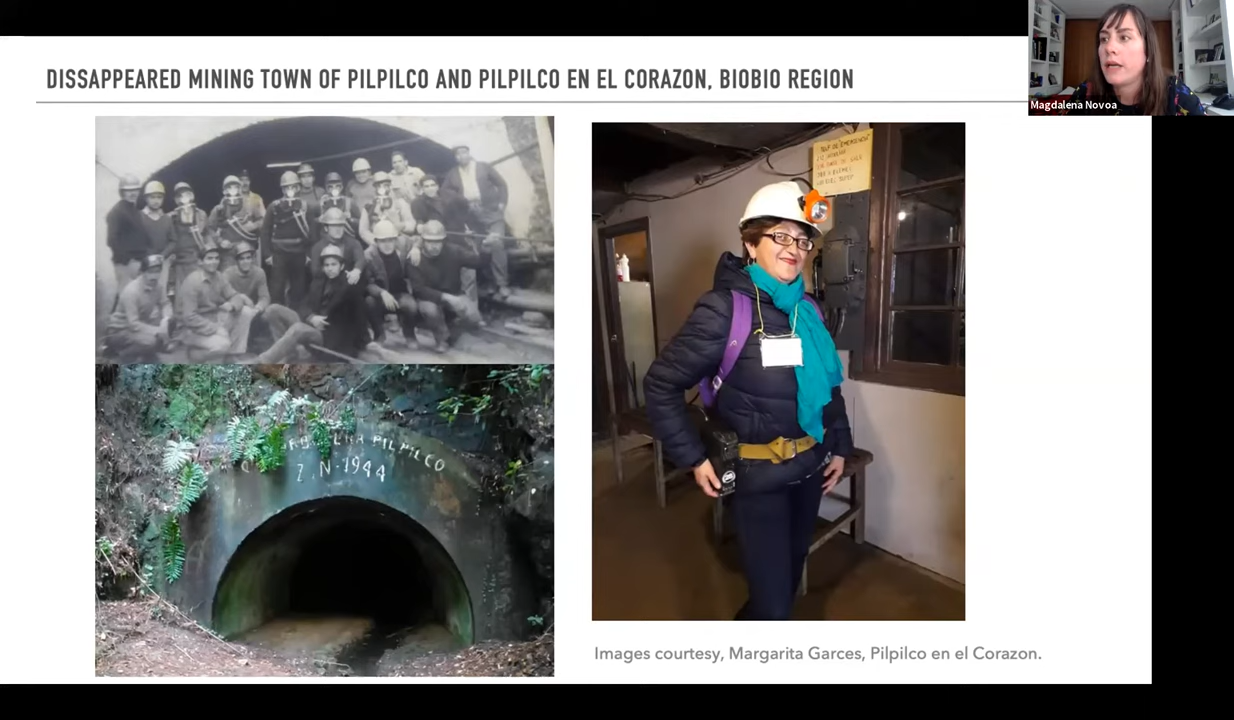 DISSAPPEARED MINING TOWN OF PILPILCO AND PILPILCO EN EL CORAZON, BIOBIO REGION
Magdalena Novoa
PILPILCO
Z N-1944
Images courtesy, Margarita Garces, Pilpilco en el Corazon.